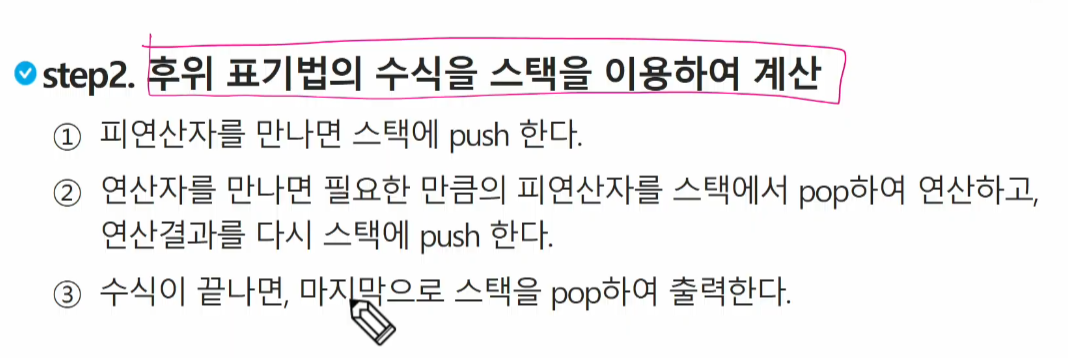 step2. 후위 표기법의 수식을 스택을 이용하여 계산
① 피연산자를 만나면 스택에 push 한다.
② 연산자를 만나면 필요한 만큼의 피연산자를 스택에서 pop하여 연산하고,
연산결과를 다시 스택에 push 한다.
③ 수식이 끝나면, 마지막으로 스택을 pop하여 출력한다.